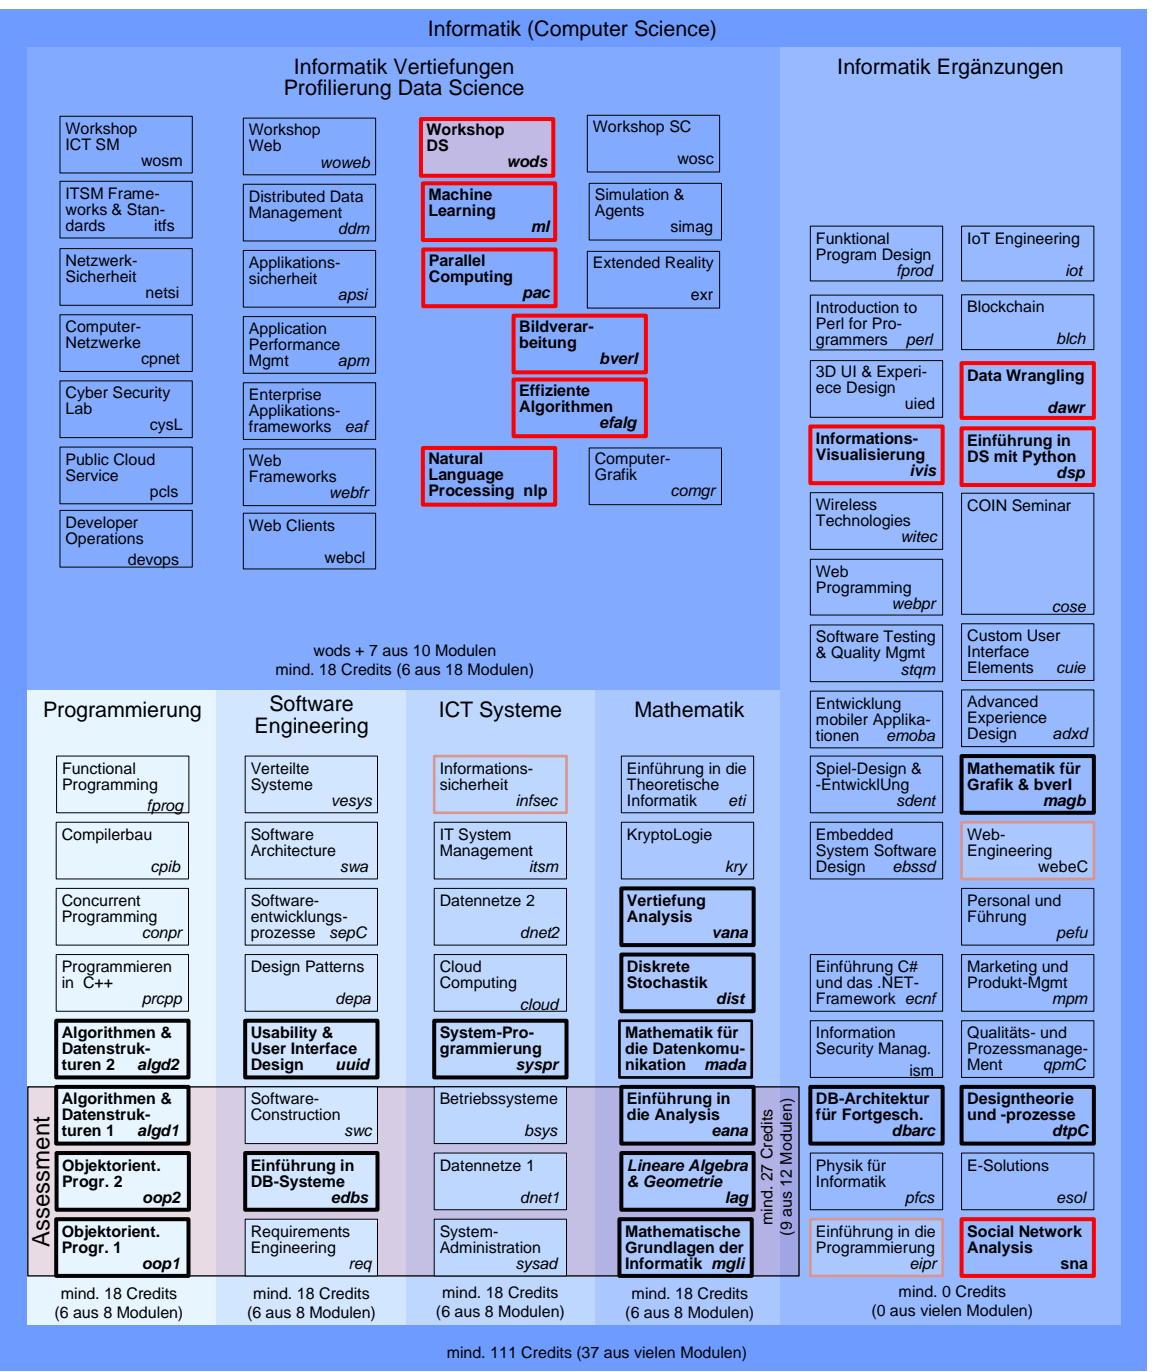 Informatik (Computer Science)
Informatik Vertiefungen
Profilierung Data Science
Workshop
ICT SM
wosm
ITSM Frame-
works & Stan-
dards itfs
Netzwerk-
Sicherheit
netsi
Computer-
Netzwerke
cpnet
Cyber Security
Lab
cysL
Public Cloud
Service
pcls
Developer
Operations
devops
Workshop
Web
woweb
Distributed Data
Management
ddm
Applikations-
sicherheit
apsi
Application
Performance
Mgmt apm
Enterprise
Applikations-
frameworks eaf
Web
Frameworks
webfr
Web Clients
webcl
Workshop
DS
wods
Machine
Learning
ml
Parallel
Computing
pac
Bildverar-
beitung
bverl
Effiziente
Algorithmen
efalg
Natural
Language
Processing nlp
Workshop SC
wosc
Simulation &
Agents
simag
Extended Reality
exr
Computer-
Grafik
comgr
wods + 7 aus 10 Modulen
mind. 18 Credits (6 aus 18 Modulen)
Informatik Ergänzungen
Funktional
Program Design
fprod
Introduction to
Perl for Pro-
grammers perl
3D UI & Experi-
ece Design
uied
Informations-
Visualisierung
ivis
Wireless
Technologies
witec
Web
Programming
webpr
Software Testing
& Quality Mgmt
stqm
Entwicklung
mobiler Applika-
tionen emoba
Spiel-Design &
-EntwicklUng
sdent
Embedded
System Software
Design ebssd
Einführung C#
und das .NET-
Framework ecnf
Information
Security Manag.
ism
DB-Architektur
für Fortgesch.
dbarc
Physik für
Informatik
pfcs
Einführung in die
Programmierung
eipr
IoT Engineering
iot
Blockchain
blch
Data Wrangling
dawr
Einführung in
DS mit Python
dsp
COIN Seminar
cose
Custom User
Interface
Elements cuie
Advanced
Experience
Design adxd
Mathematik für
Grafik & bverl
magb
Web-
Engineering
webeC
Personal und
Führung
pefu
Marketing und
Produkt-Mgmt
mpm
Qualitäts- und
Prozessmanage-
Ment qpmC
Designtheorie
und -prozesse
dtpC
E-Solutions
esol
Social Network
Analysis
sna
mind. 0 Credits
(0 aus vielen Modulen)
Programmierung
Functional
Programming
fprog
Compilerbau
cpib
Concurrent
Programming
conpr
Programmieren
in C++
prcpp
Algorithmen &
Datenstruk-
turen 2 algd2
Assessment
Algorithmen &
Datenstruk-
turen 1 algd1
Objektorient.
Progr. 2
oop2
Objektorient.
Progr. 1
oop1
mind. 18 Credits
(6 aus 8 Modulen)
Software
Engineering
Verteilte
Systeme
vesys
Software
Architecture
swa
Software-
entwicklungs-
prozesse sepC
Design Patterns
depa
Usability &
User Interface
Design uuid
Software-
Construction
swc
Einführung in
DB-Systeme
edbs
Requirements
Engineering
req
mind. 18 Credits
(6 aus 8 Modulen)
ICT Systeme
Informations-
sicherheit
infsec
IT System
Management
itsm
Datennetze 2
dnet2
Cloud
Computing
cloud
System-Pro-
grammierung
syspr
Betriebssysteme
bsys
Datennetze 1
dnet1
System-
Administration
sysad
mind. 18 Credits
(6 aus 8 Modulen)
Mathematik
Einführung in die
Theoretische
Informatik eti
KryptoLogie
kry
Vertiefung
Analysis
vana
Diskrete
Stochastik
dist
Mathematik für
die Datenkomu-
nikation mada
Einführung in
die Analysis
eana
Lineare Algebra
& Geometrie
lag
Mathematische
Grundlagen der
Informatik mgli
mind. 27 Credits
(9 aus 12 Modulen)
mind. 18 Credits
(6 aus 8 Modulen)
mind. 111 Credits (37 aus vielen Modulen)